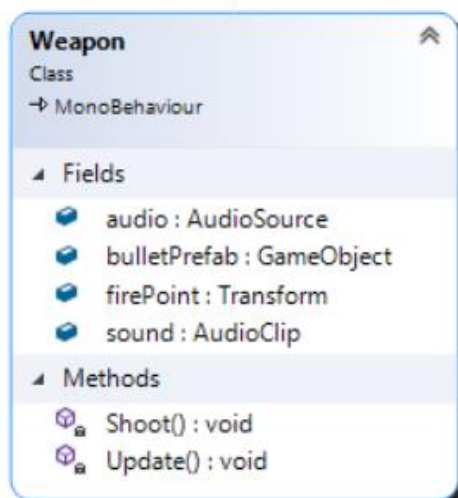 Weapon
Class
MonoBehaviour
Fields
audio : AudioSource
bulletPrefab : GameObject
firePoint : Transform
sound : AudioClip
Methods
Shoot() : void
Update() : void